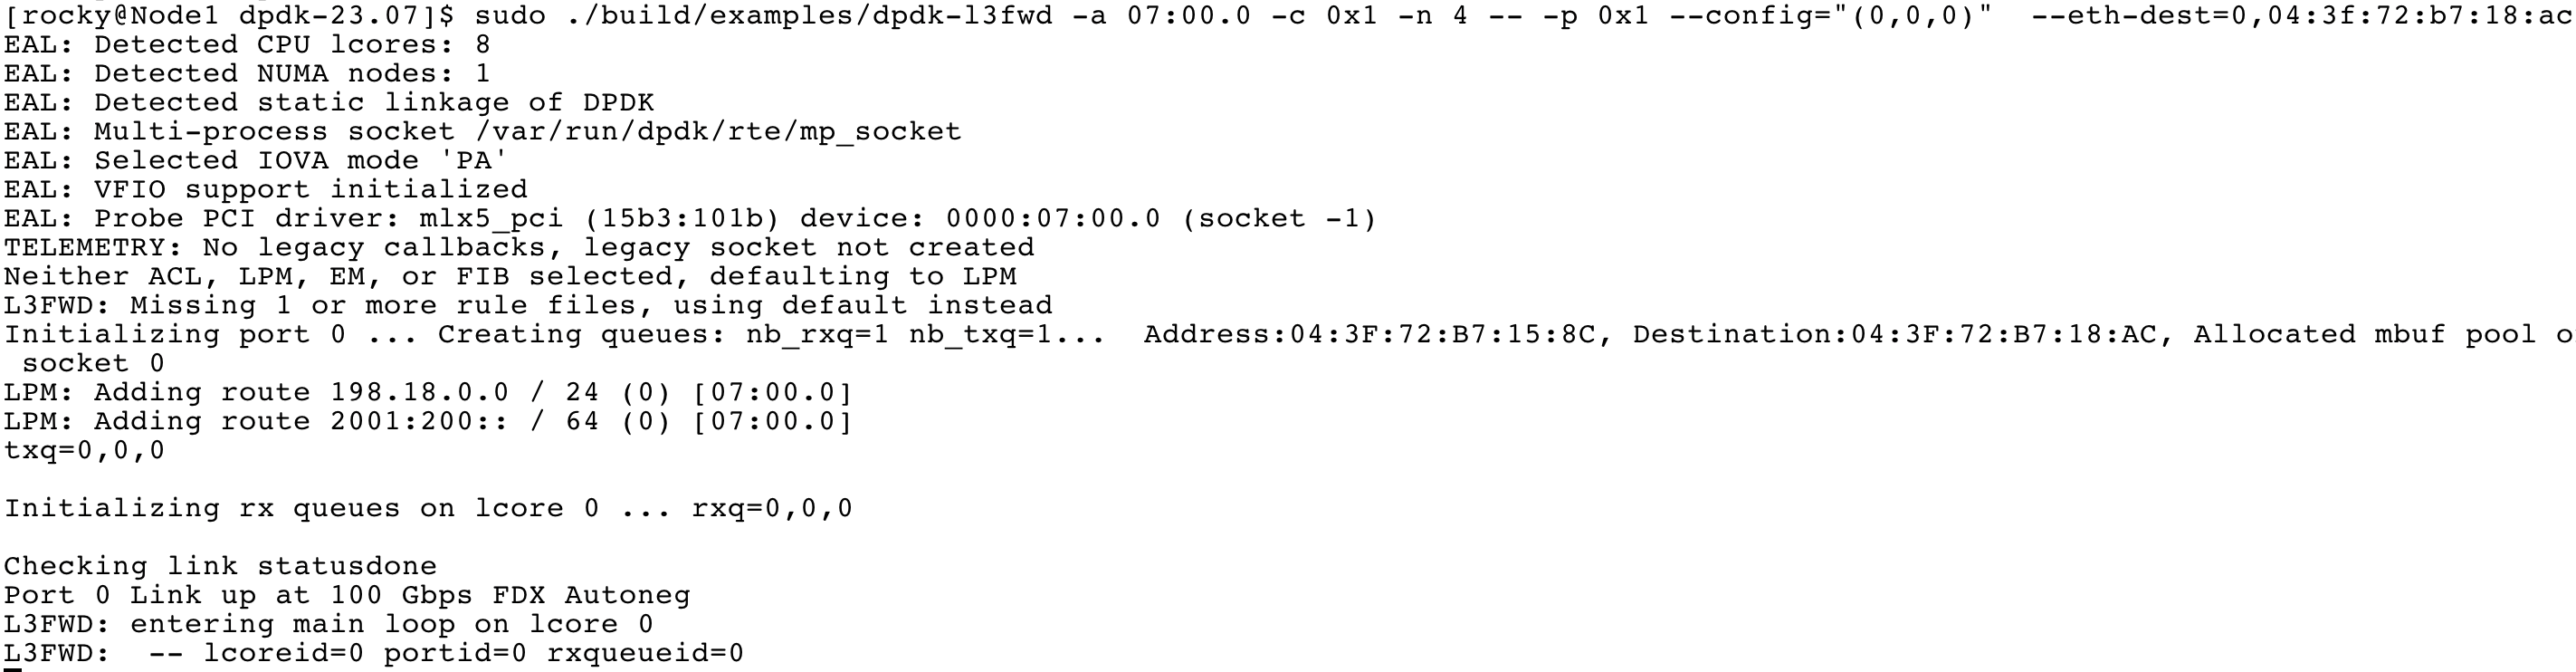 [rocky@Node1 dpdk-23.07]$ sudo ./build/examples/dpdk-l3fwd -a 07:00.0 -c 0x1 -n 4 -- -p 0x1 --config="(0,0,0)"  --eth-dest=0,04:3f:72:b7:18:ac
EAL: Detected CPU lcores: 8
EAL: Detected NUMA nodes: 1
EAL: Detected static linkage of DPDK
EAL: Multi-process socket /var/run/dpdk/rte/mp_socket
EAL: Selected IOVA mode 'PA'
EAL: VFIO support initialized
EAL: Probe PCI driver: mlx5_pci (15b3:101b) device: 0000:07:00.0 (socket -1)
TELEMETRY: No legacy callbacks, legacy socket not created
Neither ACL, LPM, EM, or FIB selected, defaulting to LPM
L3FWD: Missing 1 or more rule files, using default instead
Initializing port 0 ... Creating queues: nb_rxq=1 nb_txq=1...  Address:04:3F:72:B7:15:8C, Destination:04:3F:72:B7:18:AC, Allocated mbuf pool o
 socket 0
LPM: Adding route 198.18.0.0 / 24 (0) [07:00.0]
LPM: Adding route 2001:200:: / 64 (0) [07:00.0]
txq=0,0,0
Initializing rx queues on lcore 0 ... rxq=0,0,0
Checking link statusdone
Port 0 Link up at 100 Gbps FDX Autoneg
L3FWD: entering main loop on lcore 0
L3FWD:  -- lcoreid=0 portid=0 rxqueueid=0